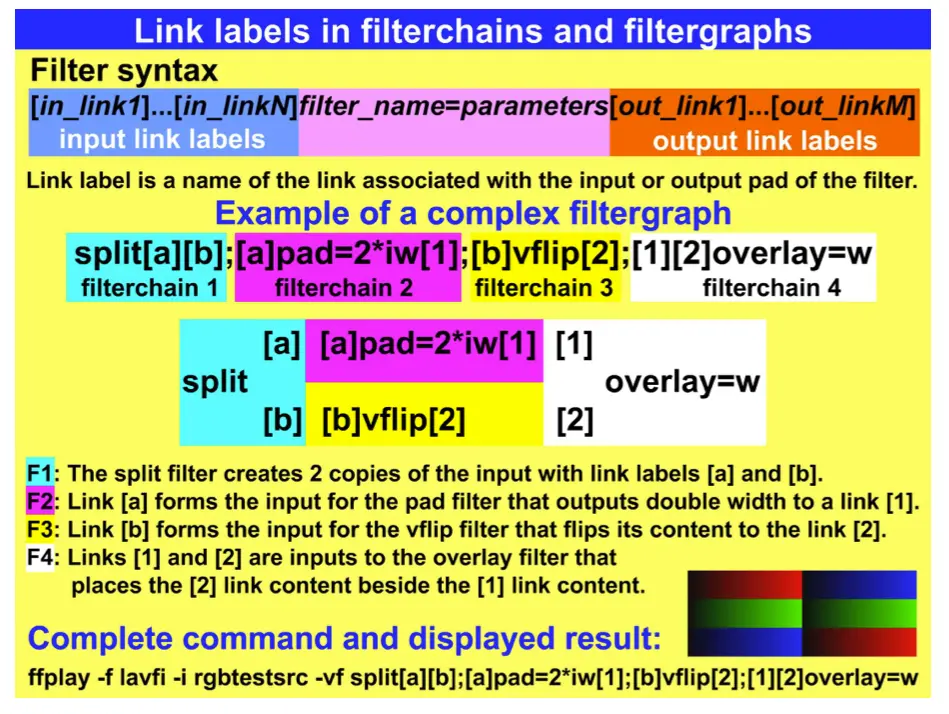 Link labels in filterchains and filtergraphs
Filter syntax
[in_link1]...[in_linkN]filter_name=parameters[out_link1]...[out_linkM]
input link labels output link labels
Link label is a name of the link associated with the input or output pad of the filter.
Example of a complex filtergraph
split[a][b];[a]pad=2*iw[1];[b]vflip[2];[1][2]overlay=w
filterchain 1 filterchain 2 filterchain 3 filterchain 4
[a] [a]pad=2*iw[1] [1]
split overlay=w
[b] [b]vflip[2] [2]
F1: The split filter creates 2 copies of the input with link labels [a] and [b].
F2: Link [a] forms the input for the pad filter that outputs double width to a link [1].
F3: Link [b] forms the input for the vflip filter that flips its content to the link [2].
F4: Links [1] and [2] are inputs to the overlay filter that
places the [2] link content beside the [1] link content.
Complete command and displayed result:
ffplay -f lavfi -i rgbtestsrc -vf split[a][b];[a]pad=2*iw[1];[b]vflip[2];[1][2]overlay=w